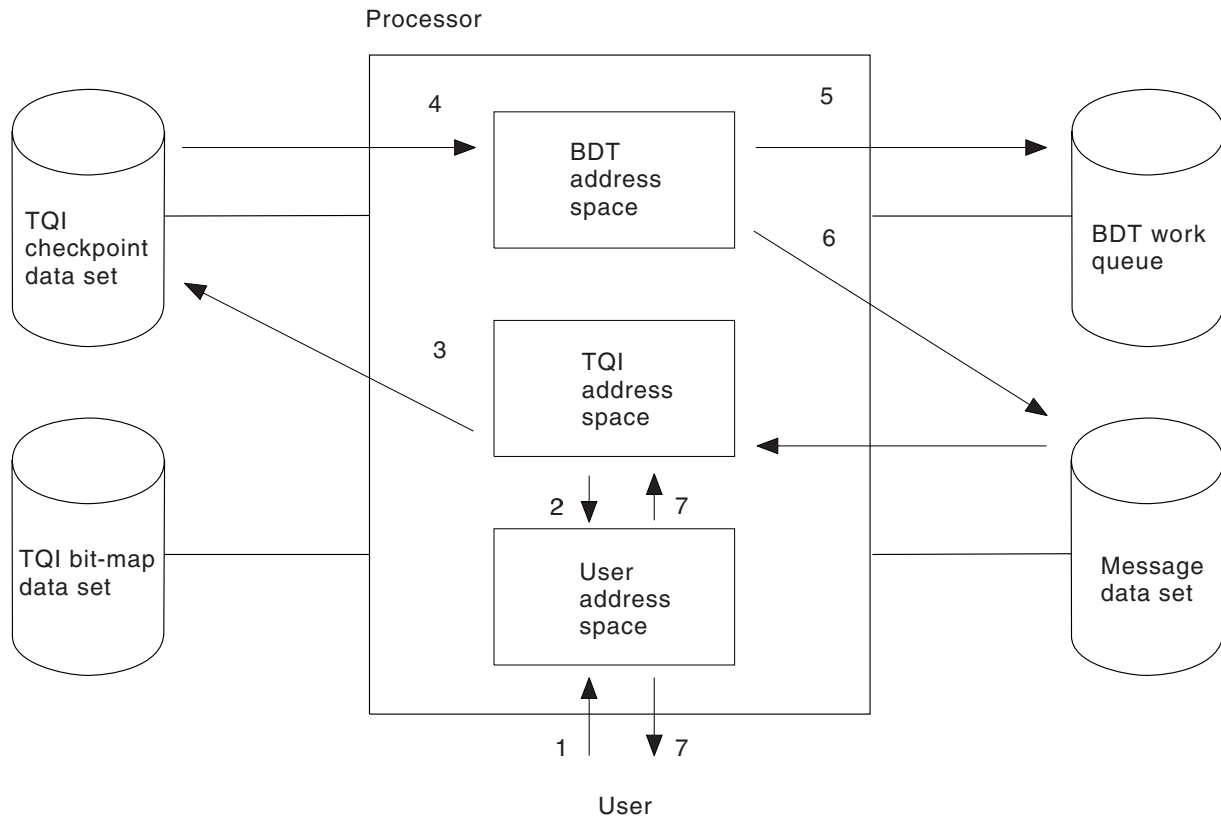 Processor
4
5
BDT
address
space
TQI
checkpoint
data set
6
BDT work
queue
3
TQI
address
space
2
7
TQI bit-map
data set
User
address
space
Message
data set
1
7
User